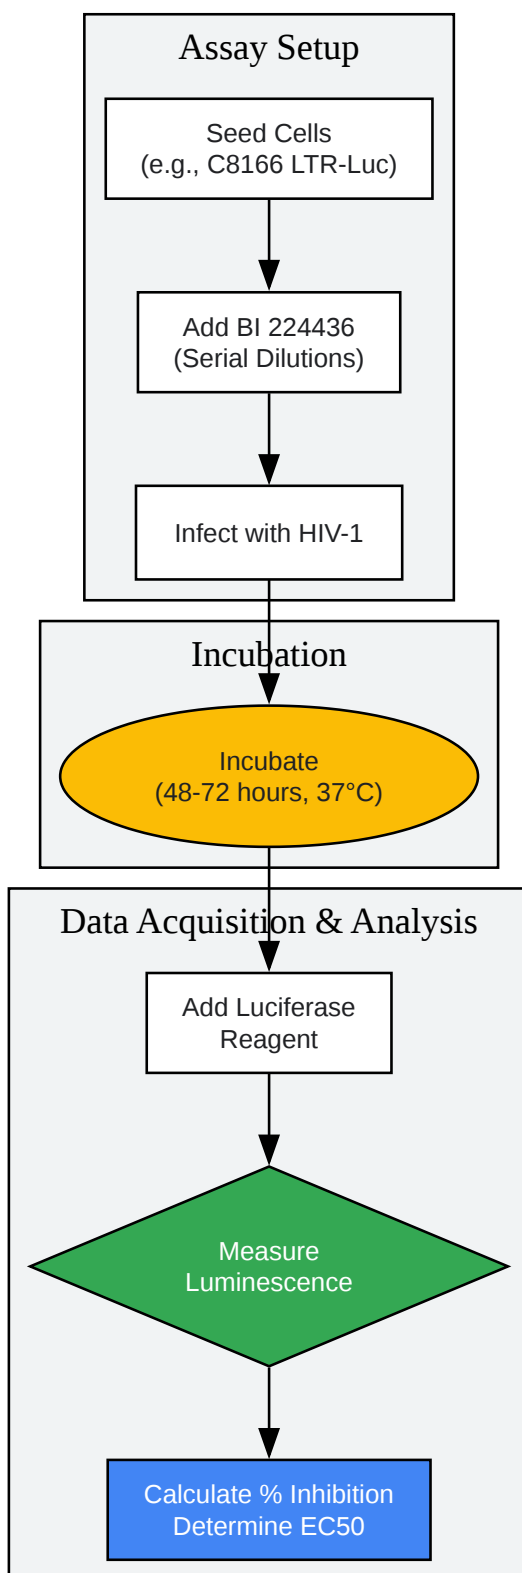 Assay Setup
Seed Cells
(e.g., C8166 LTR-Luc)
Add BI 224436
(Serial Dilutions)
Infect with HIV-1
Incubation
Incubate
(48-72 hours, 37°C)
Data Acquisition & Analysis
Add Luciferase
Reagent
Measure
Luminescence
Calculate % Inhibition
Determine EC50